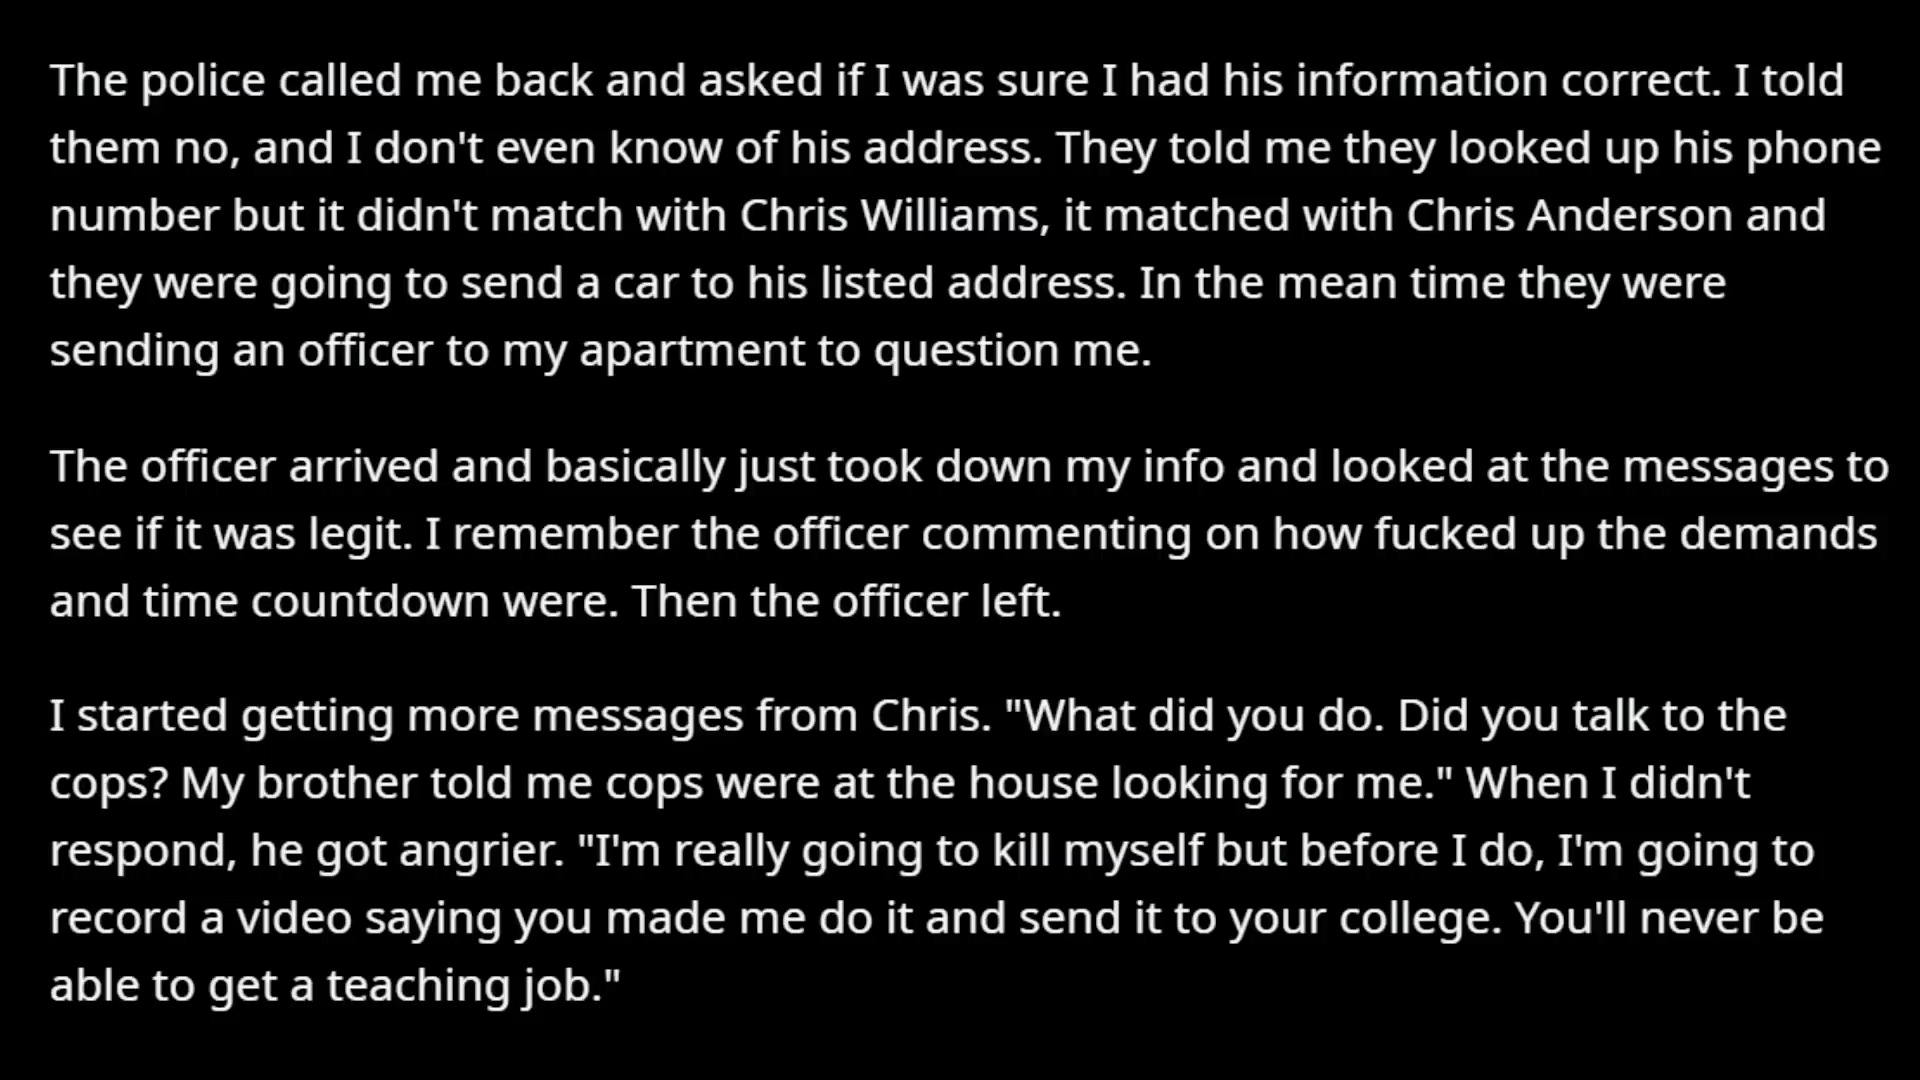 The police called me back and asked if I was sure I had his information correct. I told
them no, and I don't even know of his address. They told me they looked up his phone
number but it didn't match with Chris Williams, it matched with Chris Anderson and
they were going to send a car to his listed address. In the mean time they were
sending an officer to my apartment to question me.
The officer arrived and basically just took down my info and looked at the messages to
see if it was legit. I remember the officer commenting on how fucked up the demands
and time countdown were. Then the officer left.
I started getting more messages from Chris. "What did you do. Did you talk to the
cops? My brother told me cops were at the house looking for me." When I didn't
respond, he got angrier. "I'm really going to kill myself but before I do, I'm going to
record a video saying you made me do it and send it to your college. You'll never be
able to get a teaching job."